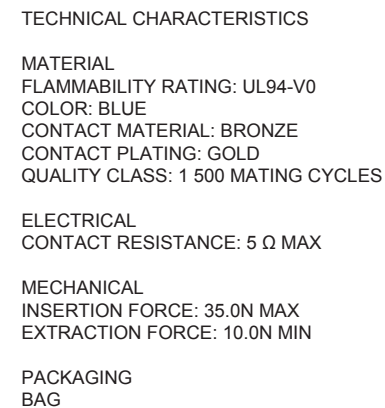 TECHNICAL CHARACTERISTICS
MATERIAL
FLAMMABILITY RATING: UL94-V0
COLOR: BLUE
CONTACT MATERIAL: BRONZE
CONTACT PLATING: GOLD
QUALITY CLASS: 1 500 MATING CYCLES
ELECTRICAL
CONTACT RESISTANCE: 5 Ω MAX
MECHANICAL
INSERTION FORCE: 35.0N MAX
EXTRACTION FORCE: 10.0N MIN
PACKAGING
BAG